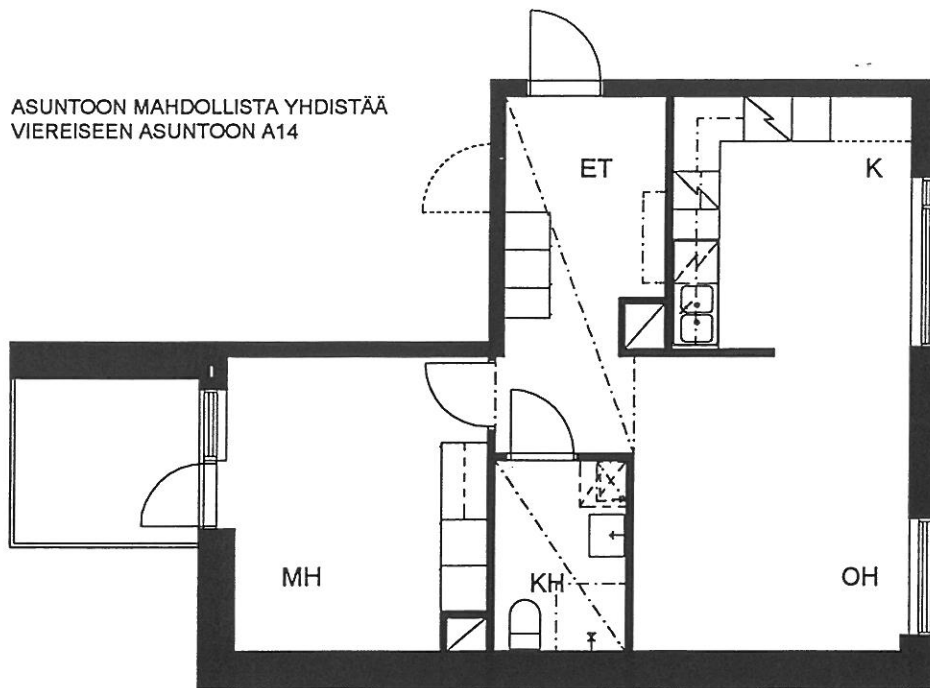 ASUNTOON MAHDOLLISTA YHDISTÄÄ
VIEREISEEN ASUNTOON A14
ET
K
MH
KH
OH